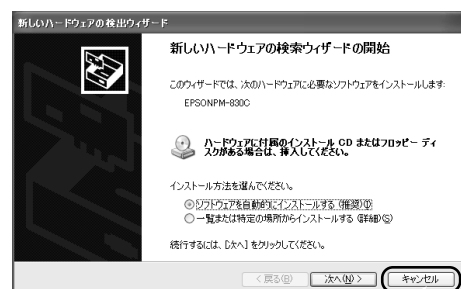 新しいハードウェアの検出ウィザード
新しいハードウェアの検索ウィザードの開始
このウィザードでは、次のハードウェアに必要なソフトウェアをインストールします:
EPSONPM-830C
ハードウェアに付属のインストール CD またはフロッピー ディ
スクがある場合は、挿入してください。
インストール方法を選んでください。
ソフトウェアを自動的にインストールする (推奨)(I)
一覧または特定の場所からインストールする (詳細)(S)
続行するには、[次へ] をクリックしてください。
< 戻る(B) 次へ(N) > キャンセル